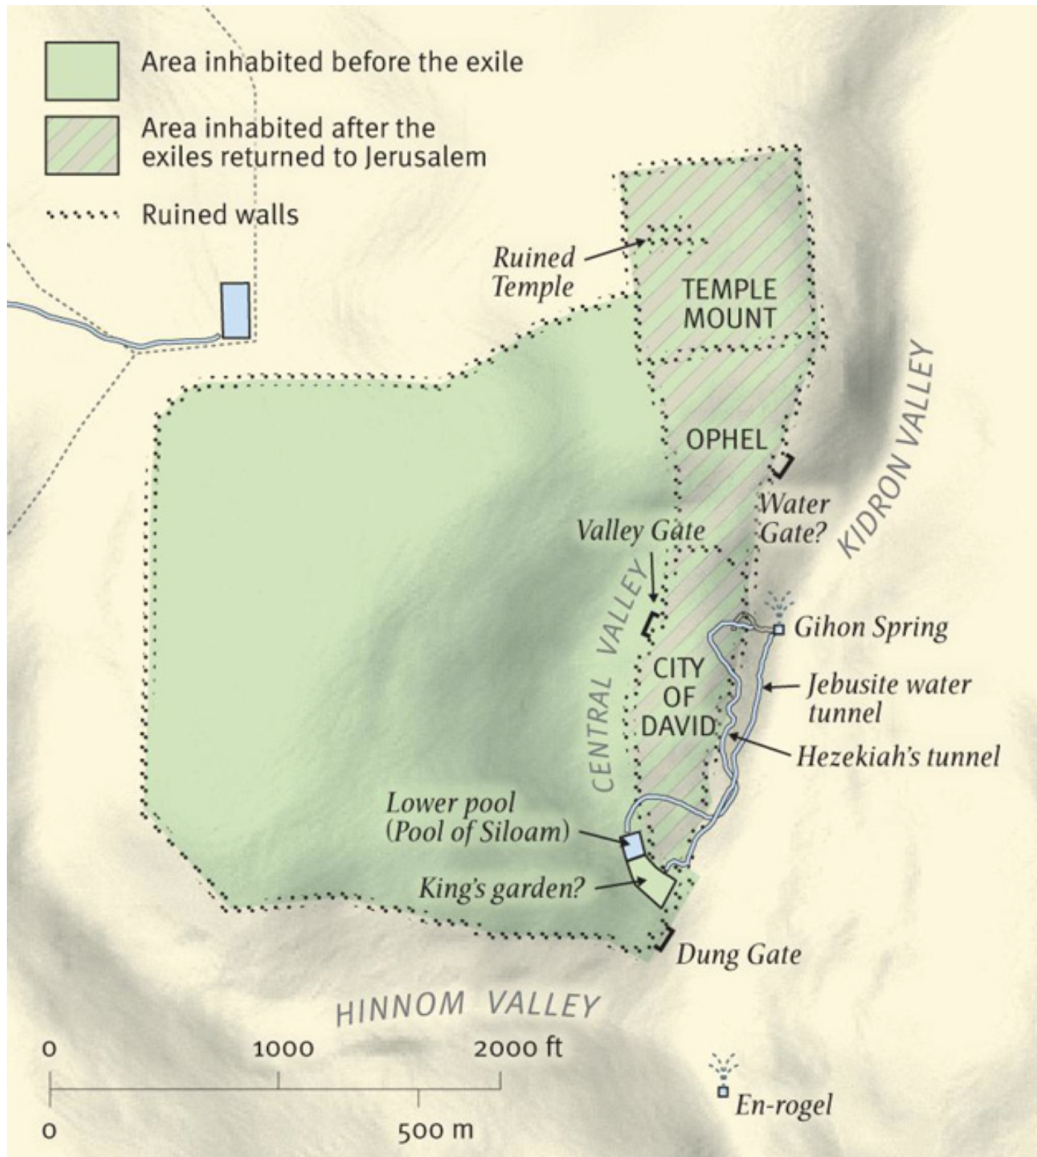 Area inhabited before the exile
Area inhabited after the
exiles returned to Jerusalem
Ruined walls
Ruined
Temple
TEMPLE
MOUNT
OPHEL
KIDRON VALLEY
Water
Gate?
Valley Gate
CENTRAL VALLEY
Gihon Spring
CITY
OF
DAVID
Jebusite water
tunnel
Hezekiah's tunnel
Lower pool
(Pool of Siloam)
King's garden?
Dung Gate
HINNOM VALLEY
0 1000 2000 ft
0 500 m
En-rogel